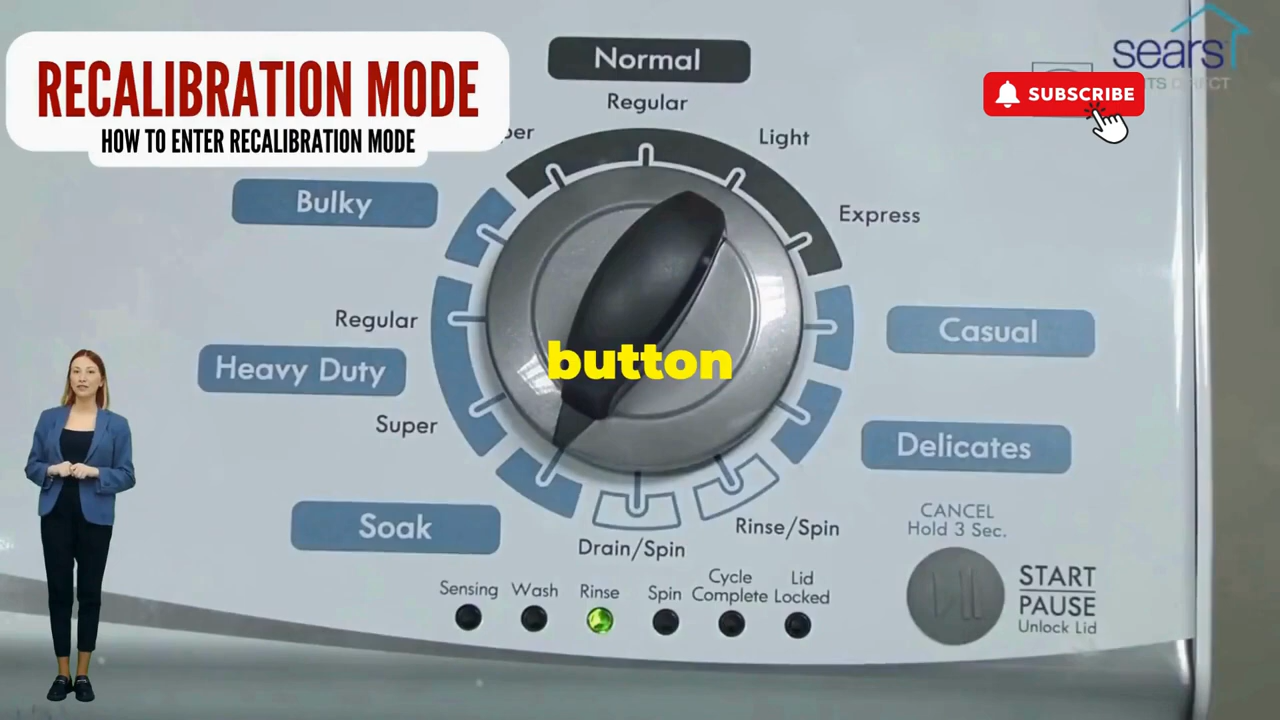 RECALIBRATION MODE
HOW TO ENTER RECALIBRATION MODE
Normal
Regular
Light
Express
sears
DIRECT
SUBSCRIBE
Bulky
Regular
Heavy Duty
Super
Soak
button
Casual
Delicates
Rinse/Spin
Drain/Spin
CANCEL
Hold 3 Sec.
START
PAUSE
Unlock Lid
Sensing
Wash
Rinse
Spin
Cycle
Complete
Lid
Locked